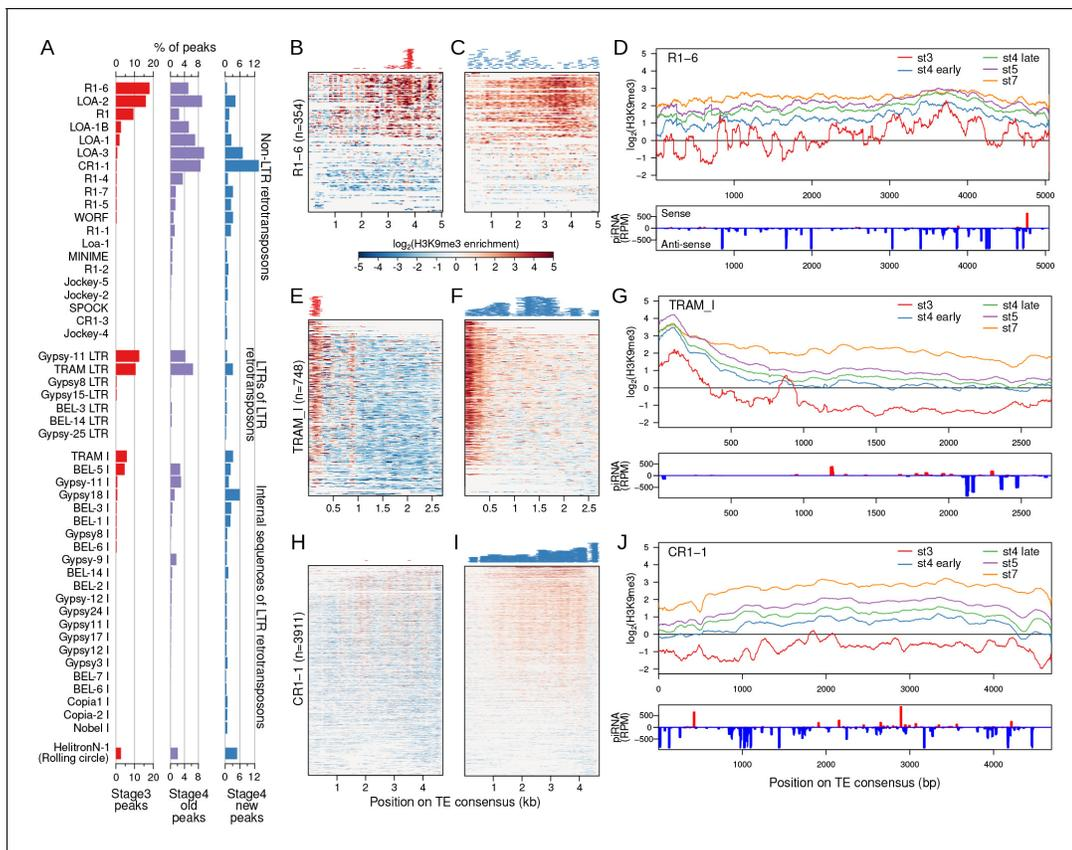 A
% of peaks
0 10 20 0 4 8 0 6 12
R1-6
LOA-2
R1
LOA-1B
LOA-1
LOA-3
CR1-1
R1-4
R1-7
R1-5
WORF
R1-1
Loa-1
MINIME
R1-2
Jockey-5
Jockey-2
SPOCK
CR1-3
Jockey-4
Non-LTR retrotransposons
Gypsy-11 LTR
TRAM LTR
Gypsy8 LTR
Gypsy15-LTR
BEL-3 LTR
BEL-14 LTR
Gypsy-25 LTR
LTRs of LTR
retrotransposons
TRAM I
BEL-5 I
Gypsy-11 I
Gypsy18 I
BEL-3 I
BEL-1 I
Gypsy8 I
BEL-6 I
Gypsy-9 I
BEL-14 I
BEL-2 I
Gypsy-12 I
Gypsy24 I
Gypsy11 I
Gypsy17 I
Gypsy12 I
Gypsy3 I
BEL-7 I
BEL-6 I
Copia1 I
Copia-2 I
Nobel I
Internal sequences of LTR retrotransposons
HelitronN-1
(Rolling circle)
0 10 20 0 4 8 0 6 12
Stage3
peaks
Stage4
old
peaks
Stage4
new
peaks
B
R1-6 (n=354)
1 2 3 4 5
C
1 2 3 4 5
log2(H3K9me3 enrichment)
-5 -4 -3 -2 -1 0 1 2 3 4 5
D
R1-6
st3
st4 early
st4 late
st5
st7
log2(H3K9me3)
5
4
3
2
1
0
-1
-2
1000 2000 3000 4000 5000
piRNA
(RPM)
500
0
-500
Sense
Anti-sense
1000 2000 3000 4000 5000
E
TRAM_I (n=748)
0.5 1 1.5 2 2.5
F
0.5 1 1.5 2 2.5
G
TRAM_I
st3
st4 early
st4 late
st5
st7
log2(H3K9me3)
5
4
3
2
1
0
-1
-2
500 1000 1500 2000 2500
piRNA
(RPM)
500
0
-500
500 1000 1500 2000 2500
H
CR1-1 (n=3911)
1 2 3 4
I
1 2 3 4
Position on TE consensus (kb)
J
CR1-1
st3
st4 early
st4 late
st5
st7
log2(H3K9me3)
5
4
3
2
1
0
-1
-2
0 1000 2000 3000 4000
piRNA
(RPM)
500
0
-500
1000 2000 3000 4000
Position on TE consensus (bp)